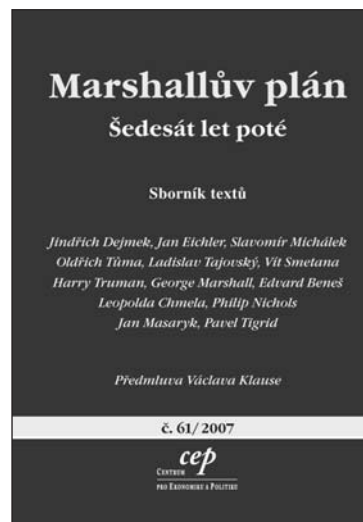 Marshallův plán
Šedesát let poté
Sborník textů
Jindřich Dejmek, Jan Eichler, Slavomír Michálek
Oldřich Tůma, Ladislav Tajovský, Vít Smetana
Harry Truman, George Marshall, Edvard Beneš
Leopolda Chmela, Philip Nichols
Jan Masaryk, Pavel Tigrid
Předmluva Václava Klause
č. 61/2007
cep
Centrum
pro Ekonomiku a Politiku